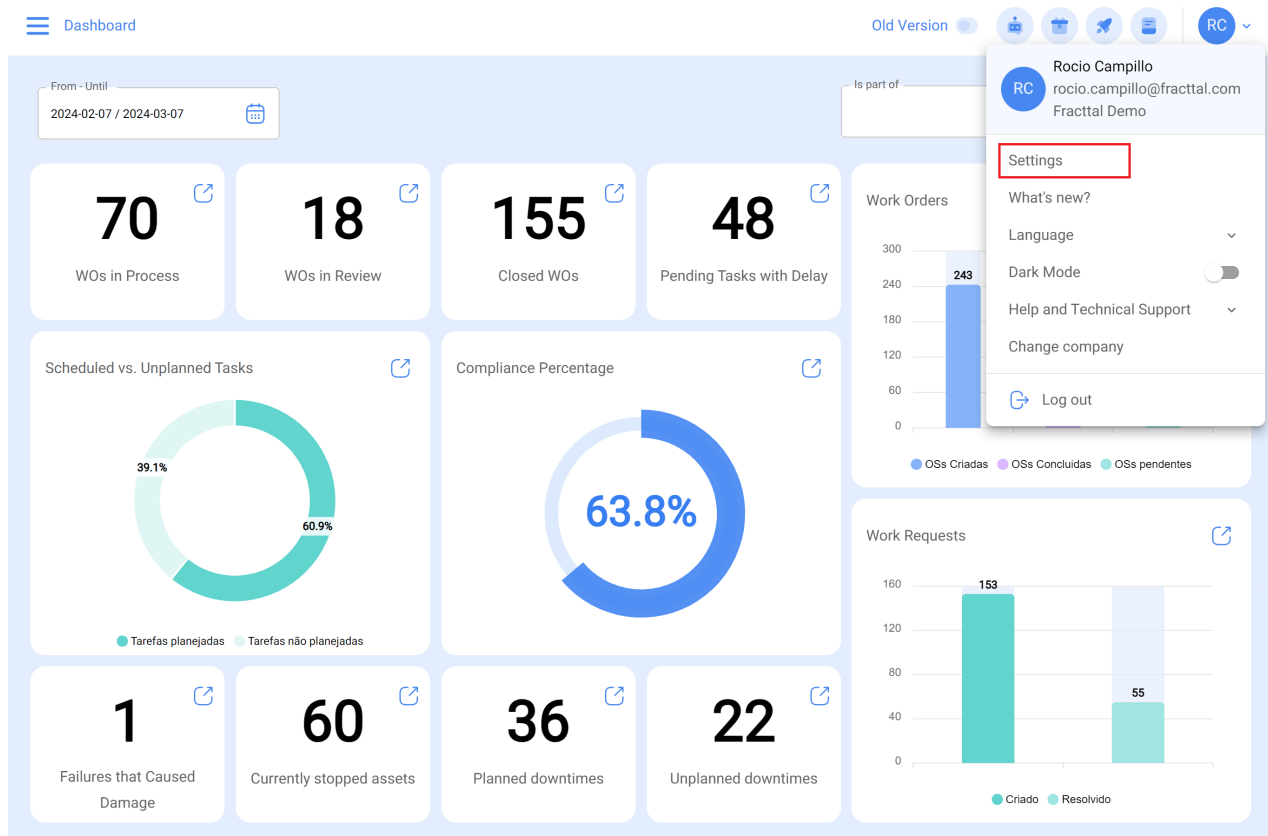 Dashboard
Old Version
RC
From - Until
2024-02-07 / 2024-03-07
Is part of
RC
Rocio Campillo
rocio.campillo@fracttal.com
Fracttal Demo
Settings
What's new?
Language
Dark Mode
Help and Technical Support
Change company
Log out
70
WOs in Process
18
WOs in Review
155
Closed WOs
48
Pending Tasks with Delay
Work Orders
300
240
180
120
60
0
243
OSs Criadas
OSs Concluidas
OSs pendentes
Scheduled vs. Unplanned Tasks
39.1%
60.9%
Tarefas planejadas
Tarefas não planejadas
Compliance Percentage
63.8%
Work Requests
160
120
80
40
0
153
55
Criado
Resolvido
1
Failures that Caused
Damage
60
Currently stopped assets
36
Planned downtimes
22
Unplanned downtimes